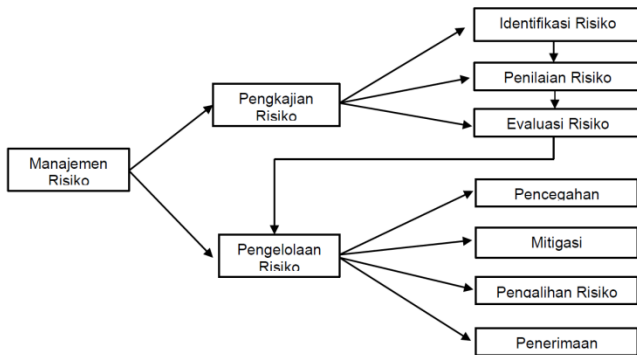 Identifikasi Risiko
Penilaian Risiko
Pengkajian
Risiko
Evaluasi Risiko
Manajemen
Risiko
Pencegahan
Pengelolaan
Risiko
Mitigasi
Pengalihan Risiko
Penerimaan